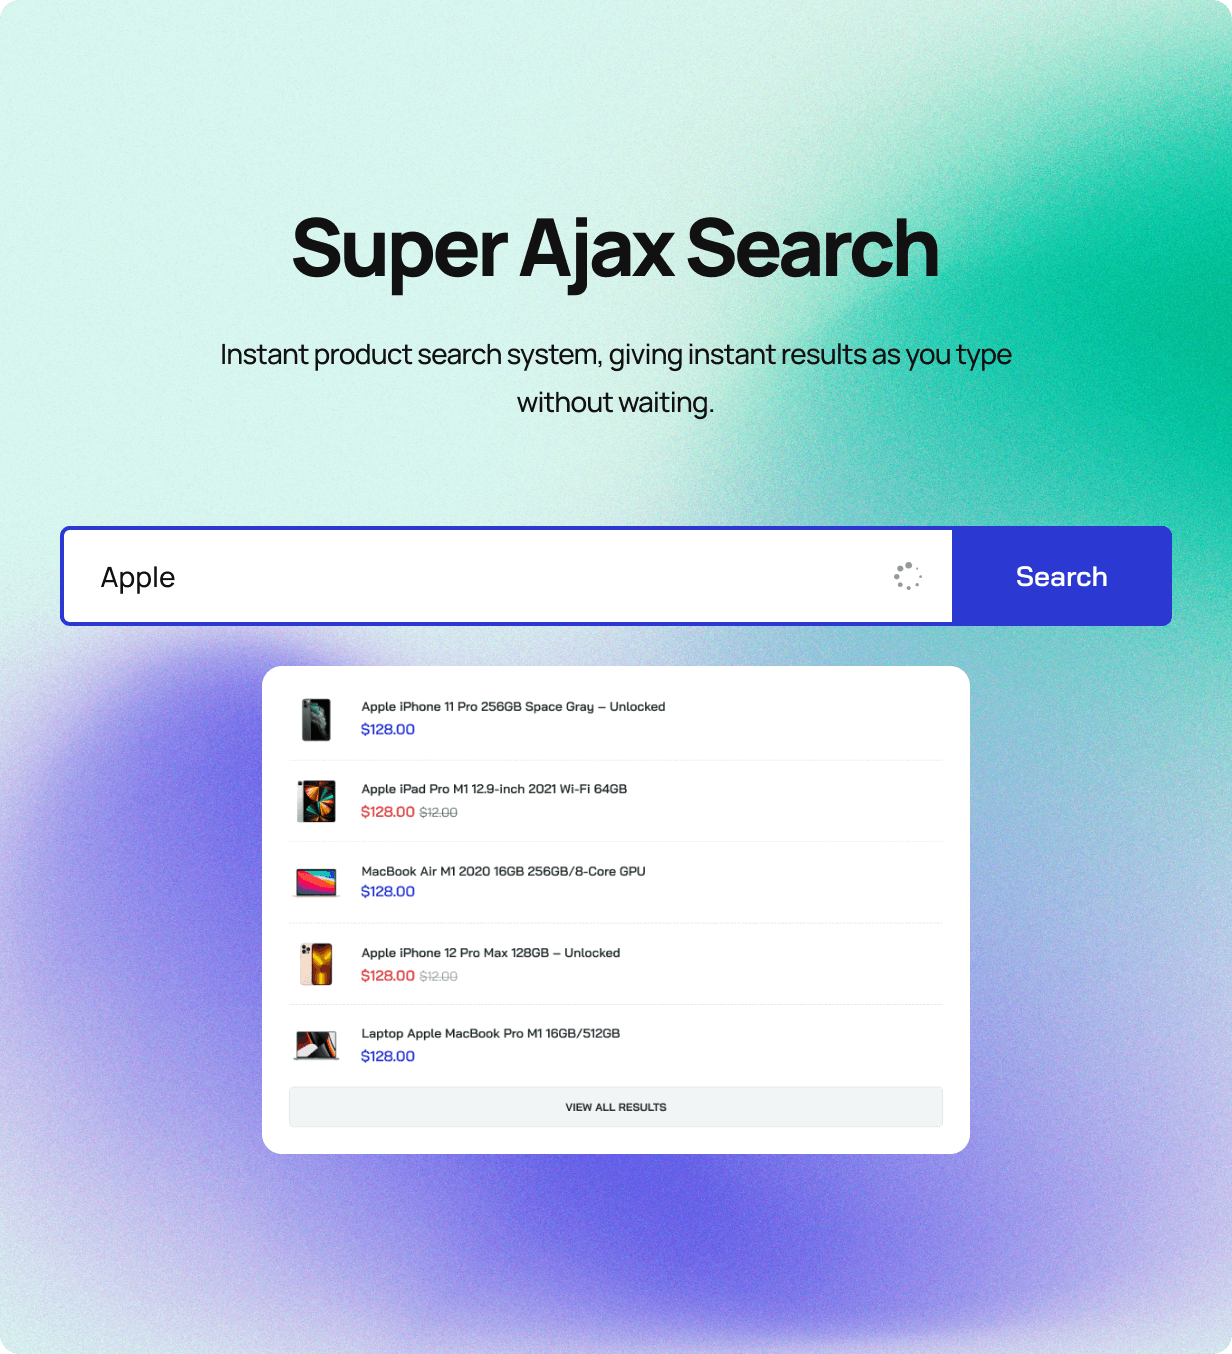 Super Ajax Search
Instant product search system, giving instant results as you type
without waiting.
Apple
Search
Apple iPhone 11 Pro 256GB Space Gray – Unlocked
$128.00
Apple iPad Pro M1 12.9-inch 2021 Wi-Fi 64GB
$128.00 $12.00
MacBook Air M1 2020 16GB 256GB/8-Core GPU
$128.00
Apple iPhone 12 Pro Max 128GB – Unlocked
$128.00 $12.00
Laptop Apple MacBook Pro M1 16GB/512GB
$128.00
VIEW ALL RESULTS